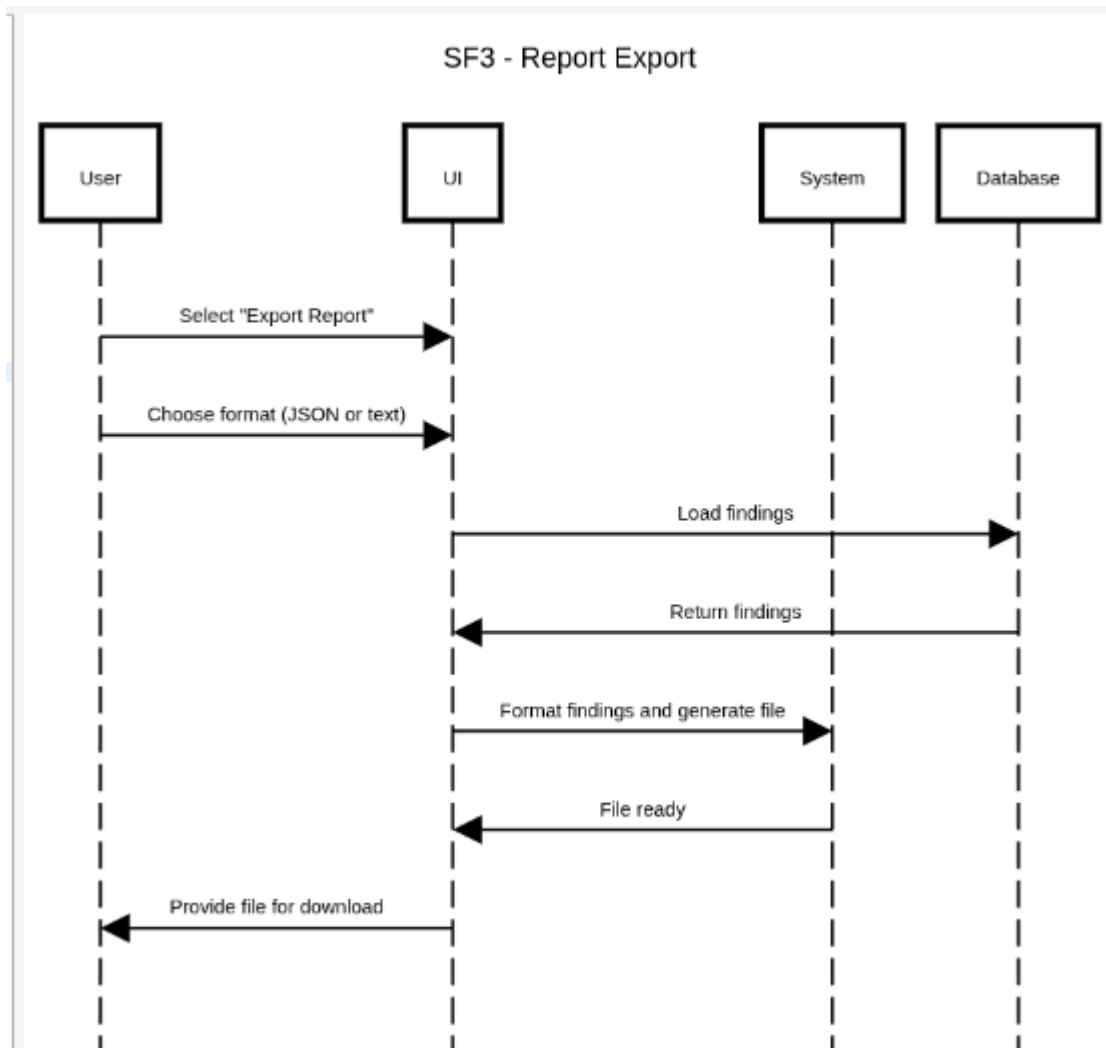 SF3 - Report Export
User
UI
System
Database
Select "Export Report"
Choose format (JSON or text)
Load findings
Return findings
Format findings and generate file
File ready
Provide file for download